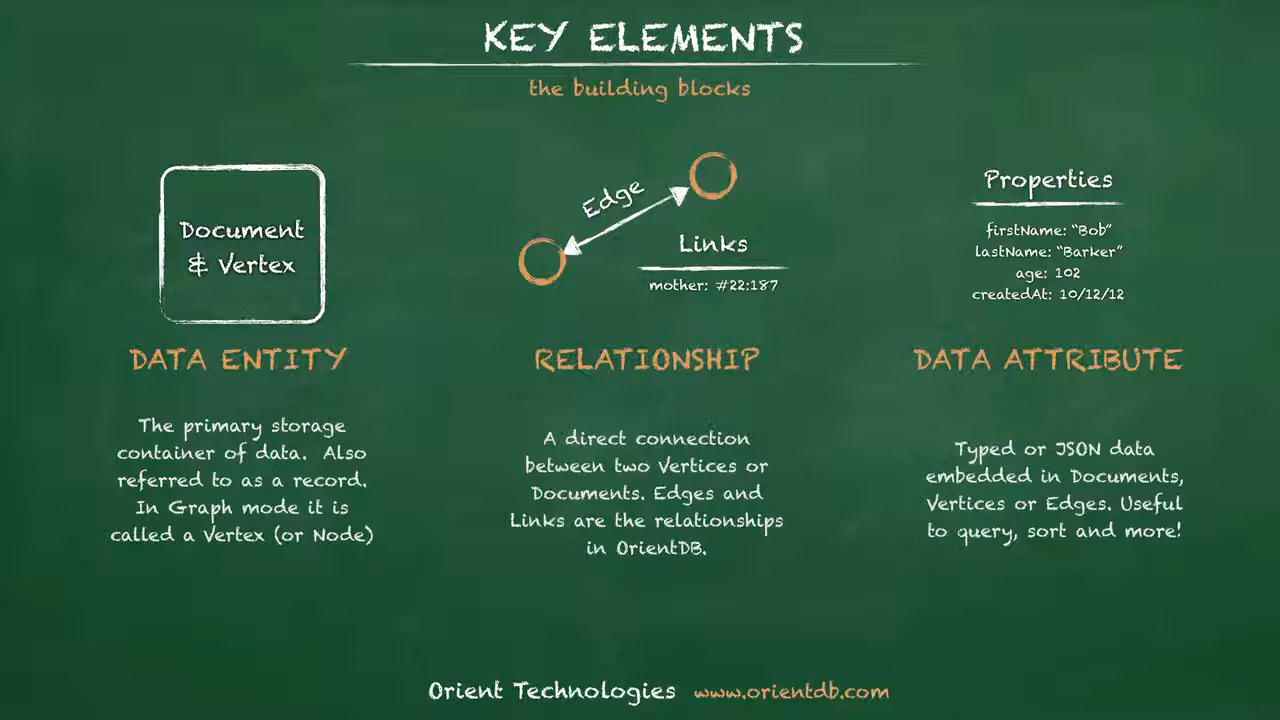 KEY ELEMENTS
the building blocks
Document
& Vertex
DATA ENTITY
The primary storage
container of data. Also
referred to as a record.
In Graph mode it is
called a Vertex (or Node)
Edge
Links
mother: #22:187
RELATIONSHIP
A direct connection
between two Vertices or
Documents. Edges and
Links are the relationships
in OrientDB.
Properties
firstName: “Bob”
lastName: “Barker”
age: 102
createdAt: 10/12/12
DATA ATTRIBUTE
Typed or JSON data
embedded in Documents,
Vertices or Edges. Useful
to query, sort and more!
Orient Technologies www.orientdb.com